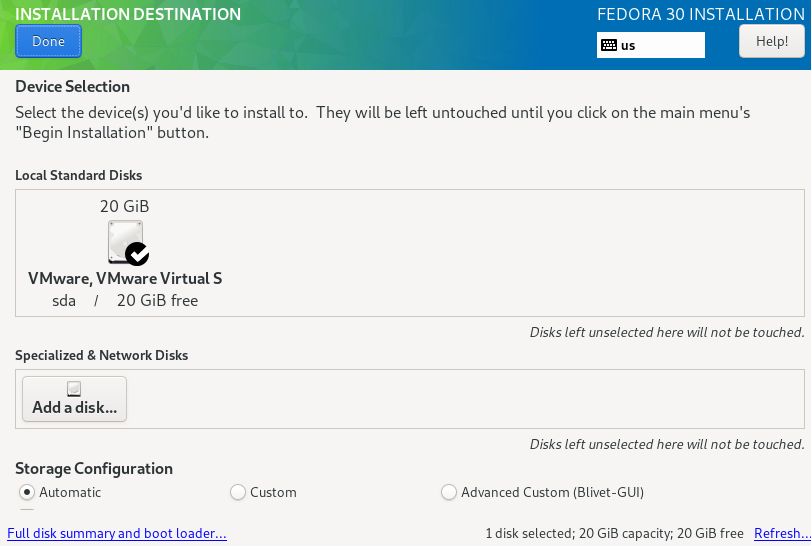 INSTALLATION DESTINATION
FEDORA 30 INSTALLATION
Done
us
Help!
Device Selection
Select the device(s) you'd like to install to.  They will be left untouched until you click on the main menu's
"Begin Installation" button.
Local Standard Disks
20 GiB
VMware, VMware Virtual S
sda / 20 GiB free
Disks left unselected here will not be touched.
Specialized & Network Disks
Add a disk...
Disks left unselected here will not be touched.
Storage Configuration
Automatic
Custom
Advanced Custom (Blivet-GUI)
Full disk summary and boot loader...
1 disk selected; 20 GiB capacity; 20 GiB free
Refresh...